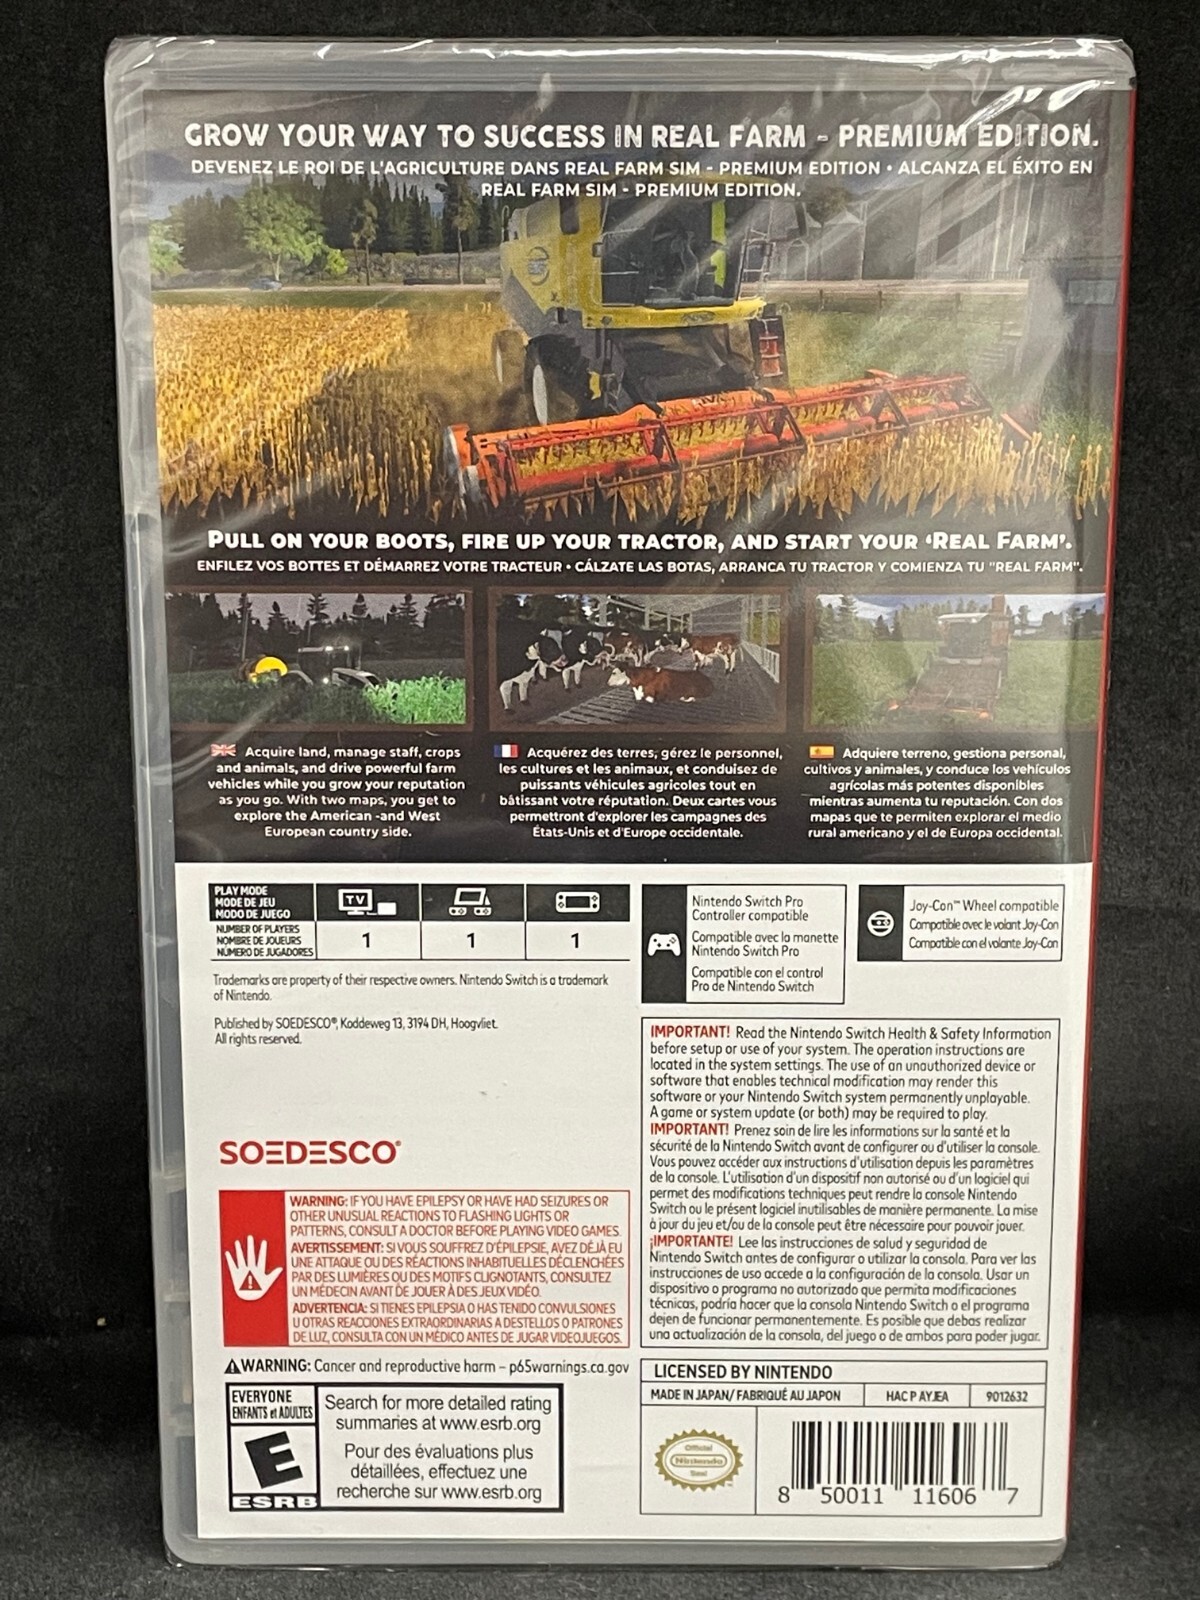 GROW YOUR WAY TO SUCCESS IN REAL FARM - PREMIUM EDITION.
DEVENEZ LE ROI DE L'AGRICULTURE DANS REAL FARM SIM - PREMIUM EDITION • ALCANZA EL ÉXITO EN
REAL FARM SIM - PREMIUM EDITION.
PULL ON YOUR BOOTS, FIRE UP YOUR TRACTOR, AND START YOUR 'REAL FARM'.
ENFILEZ VOS BOTTES ET DÉMARREZ VOTRE TRACTEUR • CÁLZATE LAS BOTAS, ARRANCA TU TRACTOR Y COMIENZA TU "REAL FARM".
Acquire land, manage staff, crops
and animals, and drive powerful farm
vehicles while you grow your reputation
as you go. With two maps, you get to
explore the American -and West
European country side.
Acquérez des terres, gérez le personnel,
les cultures et les animaux, et conduisez de
puissants véhicules agricoles tout en
bâtissant votre réputation. Deux cartes vous
permettront d'explorer les campagnes des
États-Unis et d'Europe occidentale.
Adquiere terreno, gestiona personal,
cultivos y animales, y conduce los vehículos
agrícolas más potentes disponibles
mientras aumenta tu reputación. Con dos
mapas que te permiten explorar el medio
rural americano y el de Europa occidental.
PLAY MODE
MODE DE JEU
MODO DE JUEGO
TV
NUMBER OF PLAYERS
NOMBRE DE JOUEURS
NÚMERO DE JUGADORES
1
1
1
Nintendo Switch Pro
Controller compatible
Compatible avec la manette
Nintendo Switch Pro
Compatible con el control
Pro de Nintendo Switch
Joy-Con™ Wheel compatible
Compatible avec le volant Joy-Con
Compatible con el volante Joy-Con
Trademarks are property of their respective owners. Nintendo Switch is a trademark
of Nintendo.
Published by SOEDESCO®, Koddeweg 13, 3194 DH, Hoogvliet.
All rights reserved.
SOEDESCO®
WARNING: IF YOU HAVE EPILEPSY OR HAVE HAD SEIZURES OR
OTHER UNUSUAL REACTIONS TO FLASHING LIGHTS OR
PATTERNS, CONSULT A DOCTOR BEFORE PLAYING VIDEO GAMES.
AVERTISSEMENT: SI VOUS SOUFFREZ D'ÉPILEPSIE, AVEZ DÉJÀ EU
UNE ATTAQUE OU DES RÉACTIONS INHABITUELLES DÉCLENCHÉES
PAR DES LUMIÈRES OU DES MOTIFS CLIGNOTANTS, CONSULTEZ
UN MÉDECIN AVANT DE JOUER À DES JEUX VIDÉO.
ADVERTENCIA: SI TIENES EPILEPSIA O HAS TENIDO CONVULSIONES
U OTRAS REACCIONES EXTRAORDINARIAS A DESTELLOS O PATRONES
DE LUZ, CONSULTA CON UN MÉDICO ANTES DE JUGAR VIDEOJUEGOS.
WARNING: Cancer and reproductive harm – p65warnings.ca.gov
EVERYONE
ENFANTS et ADULTES
E
ESRB
Search for more detailed rating
summaries at www.esrb.org
Pour des évaluations plus
détaillées, effectuez une
recherche sur www.esrb.org
IMPORTANT! Read the Nintendo Switch Health & Safety Information
before setup or use of your system. The operation instructions are
located in the system settings. The use of an unauthorized device or
software that enables technical modification may render this
software or your Nintendo Switch system permanently unplayable.
A game or system update (or both) may be required to play.
IMPORTANT! Prenez soin de lire les informations sur la santé et la
sécurité de la Nintendo Switch avant de configurer ou d'utiliser la console.
Vous pouvez accéder aux instructions d'utilisation depuis les paramètres
de la console. L'utilisation d'un dispositif non autorisé ou d'un logiciel qui
permet des modifications techniques peut rendre la console Nintendo
Switch ou le présent logiciel inutilisables de manière permanente. La mise
à jour du jeu et/ou de la console peut être nécessaire pour pouvoir jouer.
¡IMPORTANTE! Lee las instrucciones de salud y seguridad de
Nintendo Switch antes de configurar o utilizar la consola. Para ver las
instrucciones de uso accede a la configuración de la consola. Usar un
dispositivo o programa no autorizado que permita modificaciones
técnicas, podría hacer que la consola Nintendo Switch o el programa
dejen de funcionar permanentemente. Es posible que debas realizar
una actualización de la consola, del juego o de ambos para poder jugar.
LICENSED BY NINTENDO
MADE IN JAPAN/ FABRIQUÉ AU JAPON
HAC P AYJEA
9012632
Official
Nintendo
Seal
8 50011 11606 7